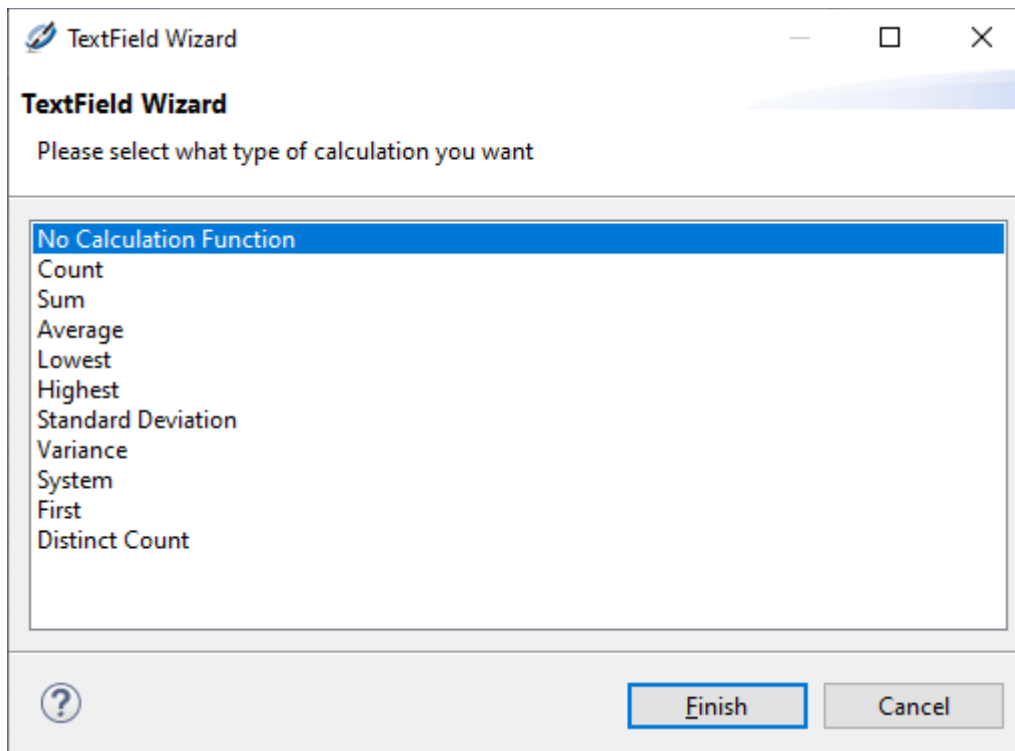 TextField Wizard
TextField Wizard
Please select what type of calculation you want
No Calculation Function
Count
Sum
Average
Lowest
Highest
Standard Deviation
Variance
System
First
Distinct Count
?
Finish
Cancel